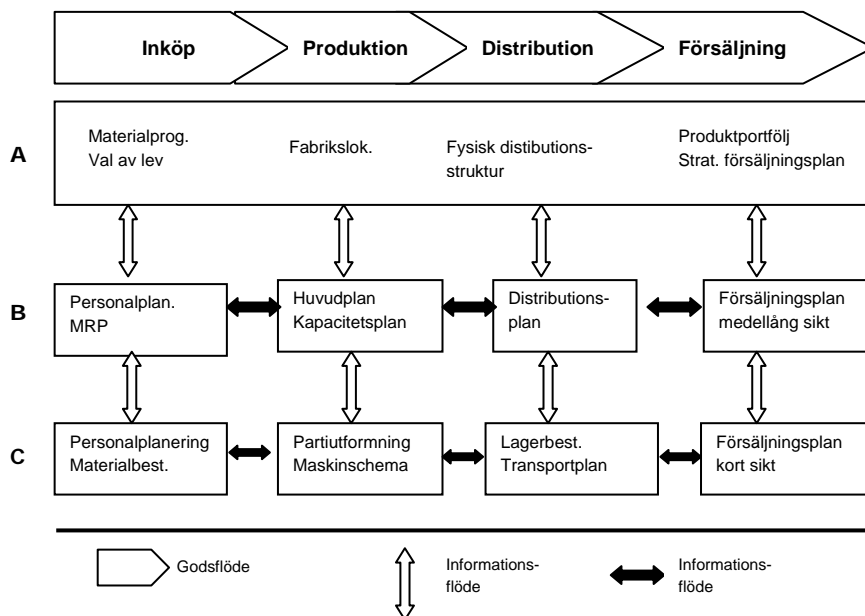 Inköp
Produktion
Distribution
Försäljning
A
Materialprog.
Val av lev
Fabrikslok.
Fysisk distibutions-
struktur
Produktportfölj
Strat. försäljningsplan
B
Personalplan.
MRP
Huvudplan
Kapacitetsplan
Distributions-
plan
Försäljningsplan
medellång sikt
C
Personalplanering
Materialbest.
Partiutformning
Maskinschema
Lagerbest.
Transportplan
Försäljningsplan
kort sikt
Godsflöde
Informations-
flöde
Informations-
flöde